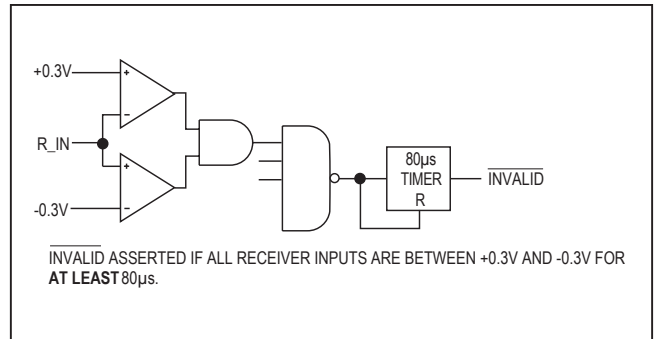 +0.3V
+
-
R_IN
+
-
-0.3V
80µs
TIMER
R
INVALID
INVALID ASSERTED IF ALL RECEIVER INPUTS ARE BETWEEN +0.3V AND -0.3V FOR
AT LEAST 80µs.